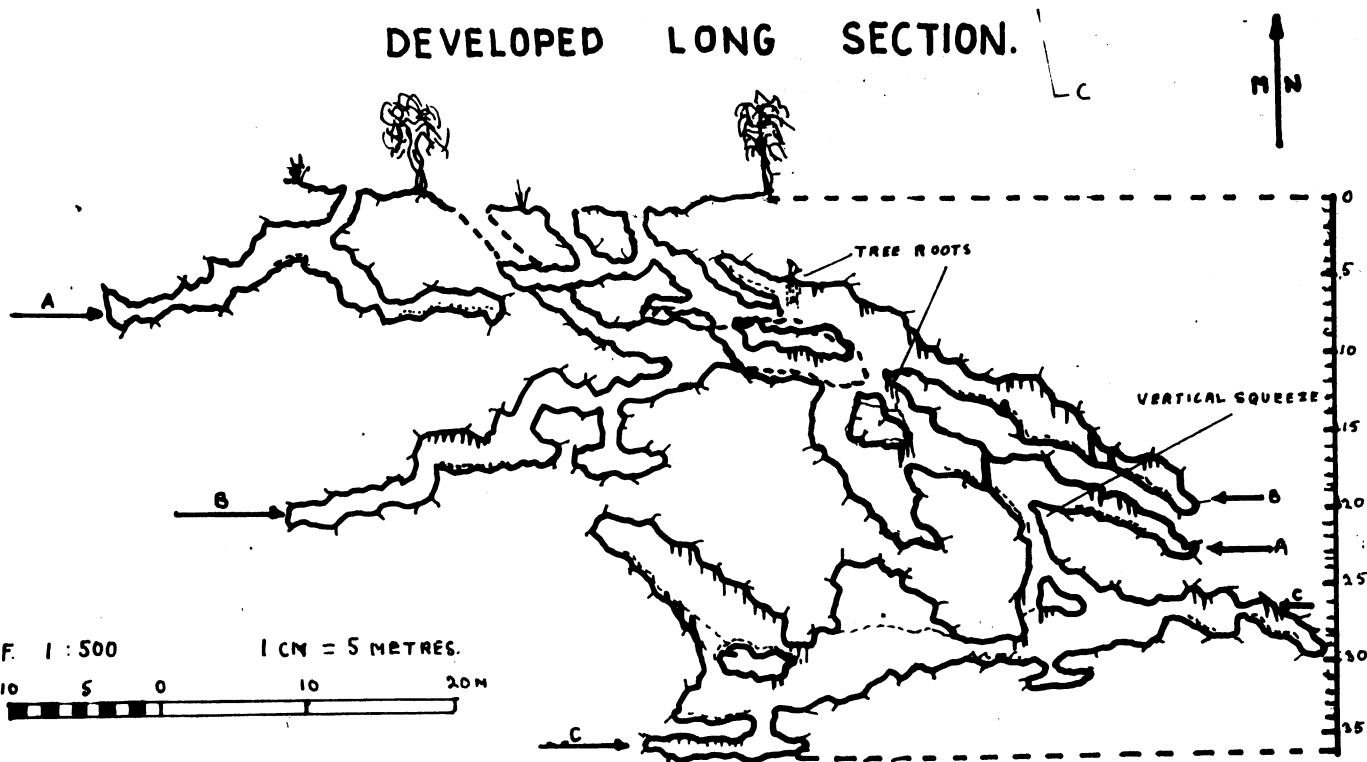 DEVELOPED LONG SECTION.
C
M N
0
TREE ROOTS
5
A
10
VERTICAL SQUEEZE
15
B
B
20
A
25
C
F. 1:500 1 CM = 5 METRES.
30
10 5 0 10 20 M
C
35